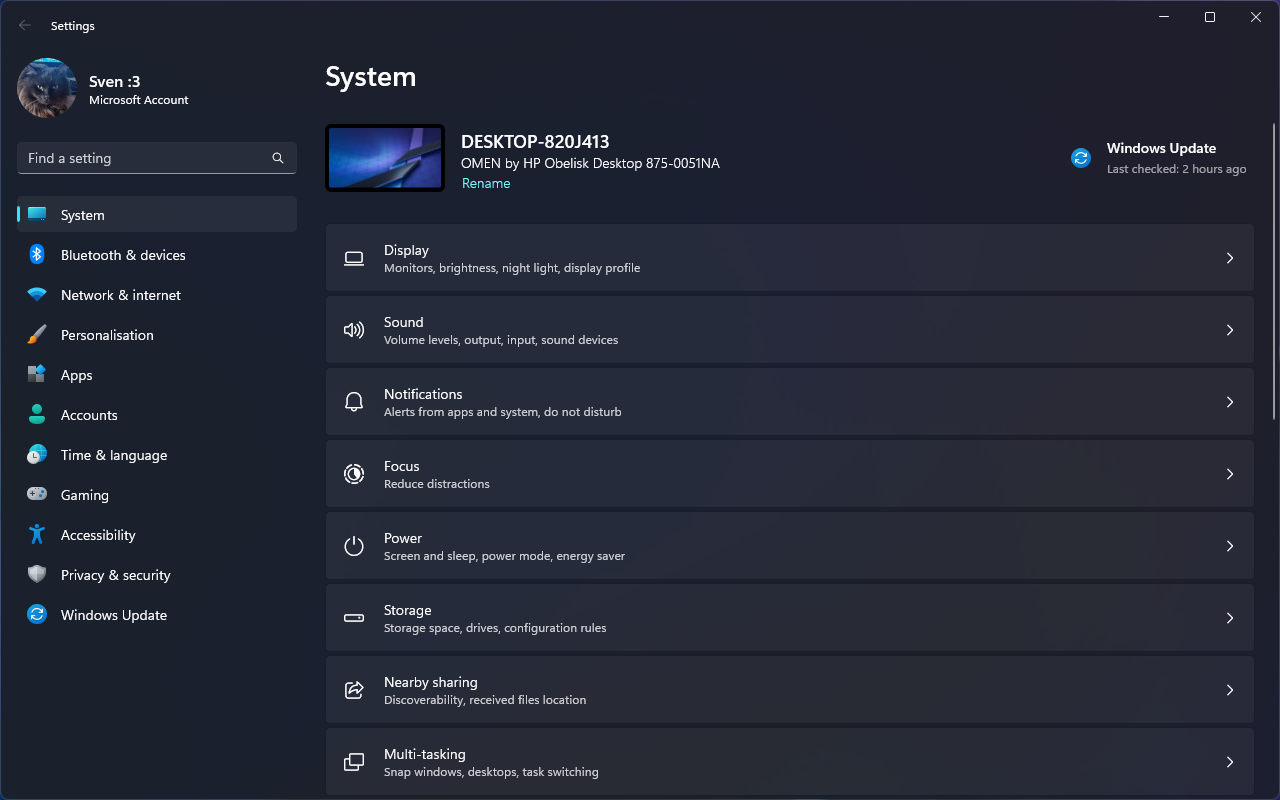 Settings
Sven :3
Microsoft Account
Find a setting
System
Bluetooth & devices
Network & internet
Personalisation
Apps
Accounts
Time & language
Gaming
Accessibility
Privacy & security
Windows Update
System
DESKTOP-820J413
OMEN by HP Obelisk Desktop 875-0051NA
Rename
Windows Update
Last checked: 2 hours ago
Display
Monitors, brightness, night light, display profile
Sound
Volume levels, output, input, sound devices
Notifications
Alerts from apps and system, do not disturb
Focus
Reduce distractions
Power
Screen and sleep, power mode, energy saver
Storage
Storage space, drives, configuration rules
Nearby sharing
Discoverability, received files location
Multi-tasking
Snap windows, desktops, task switching